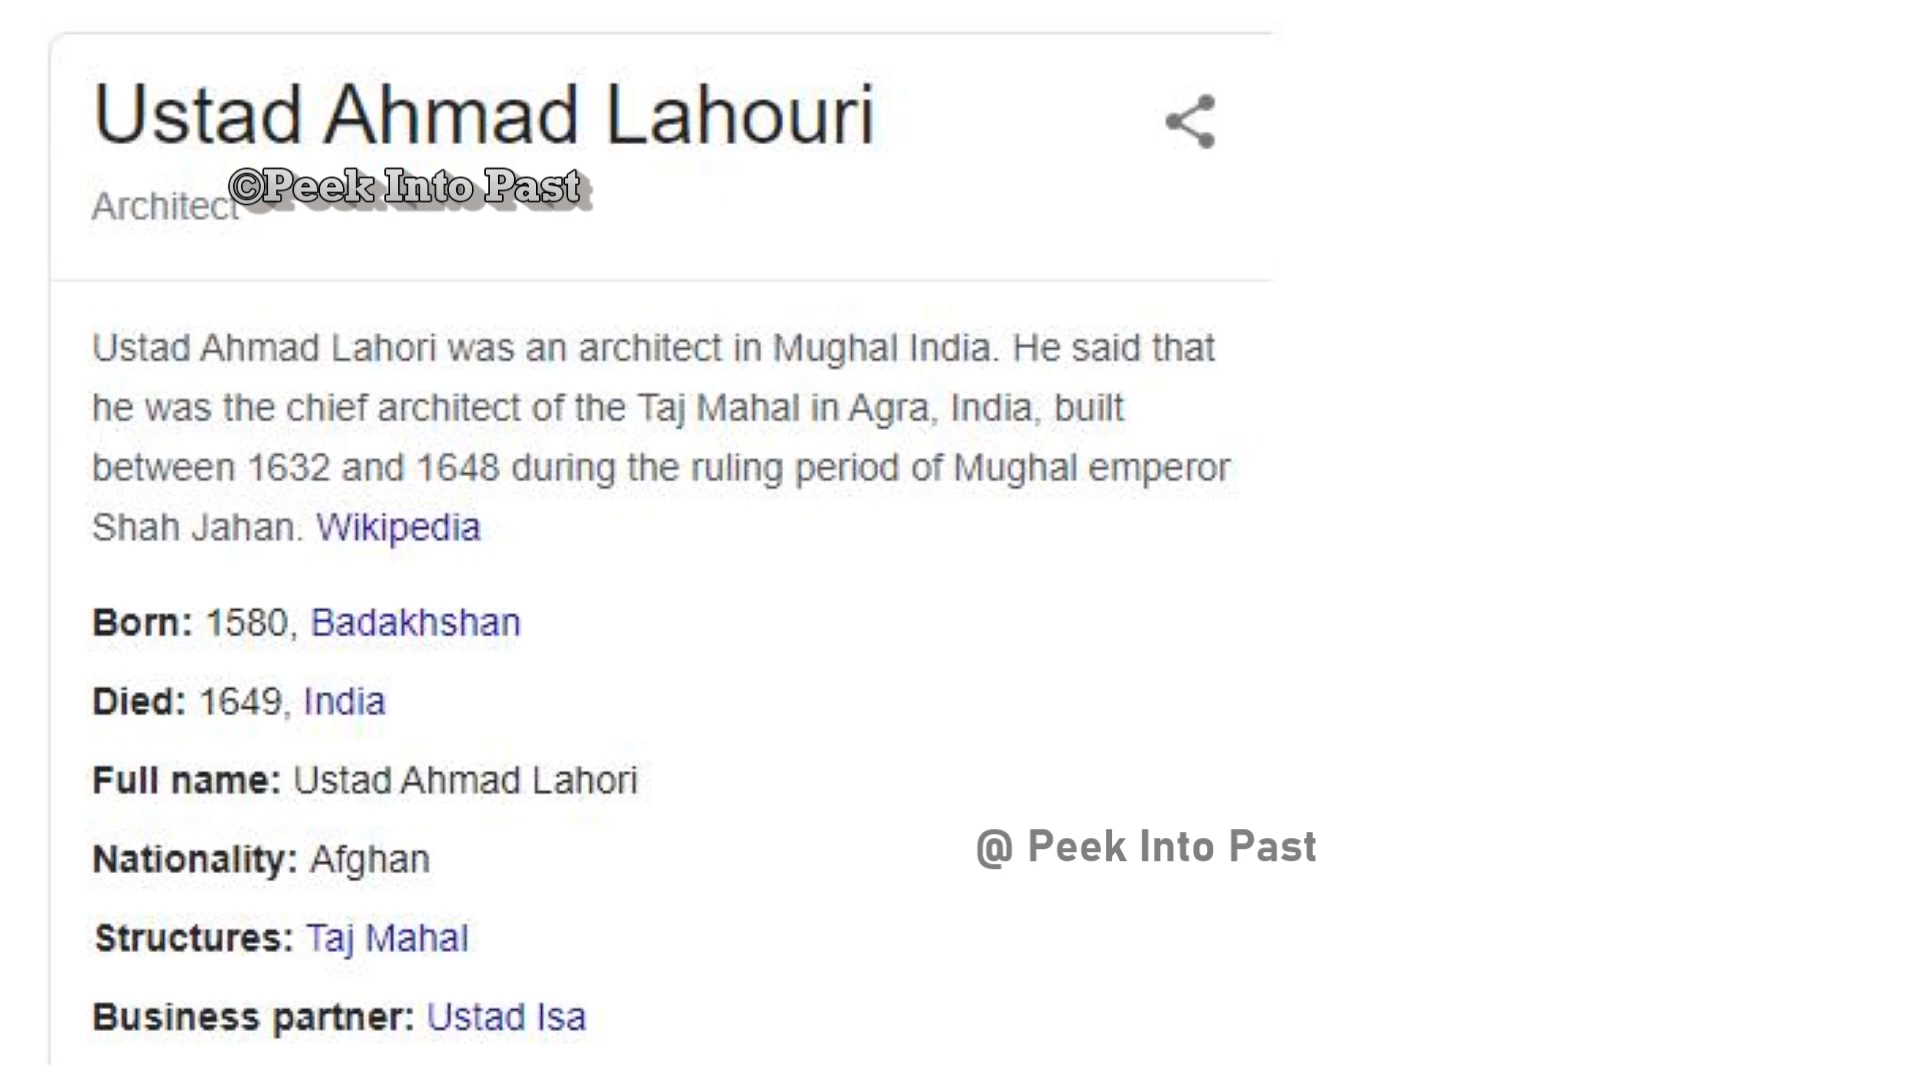 Ustad Ahmad Lahouri
©Peek Into Past
Architect
Ustad Ahmad Lahori was an architect in Mughal India. He said that
he was the chief architect of the Taj Mahal in Agra, India, built
between 1632 and 1648 during the ruling period of Mughal emperor
Shah Jahan. Wikipedia
Born: 1580, Badakhshan
Died: 1649, India
Full name: Ustad Ahmad Lahori
Nationality: Afghan
@ Peek Into Past
Structures: Taj Mahal
Business partner: Ustad Isa